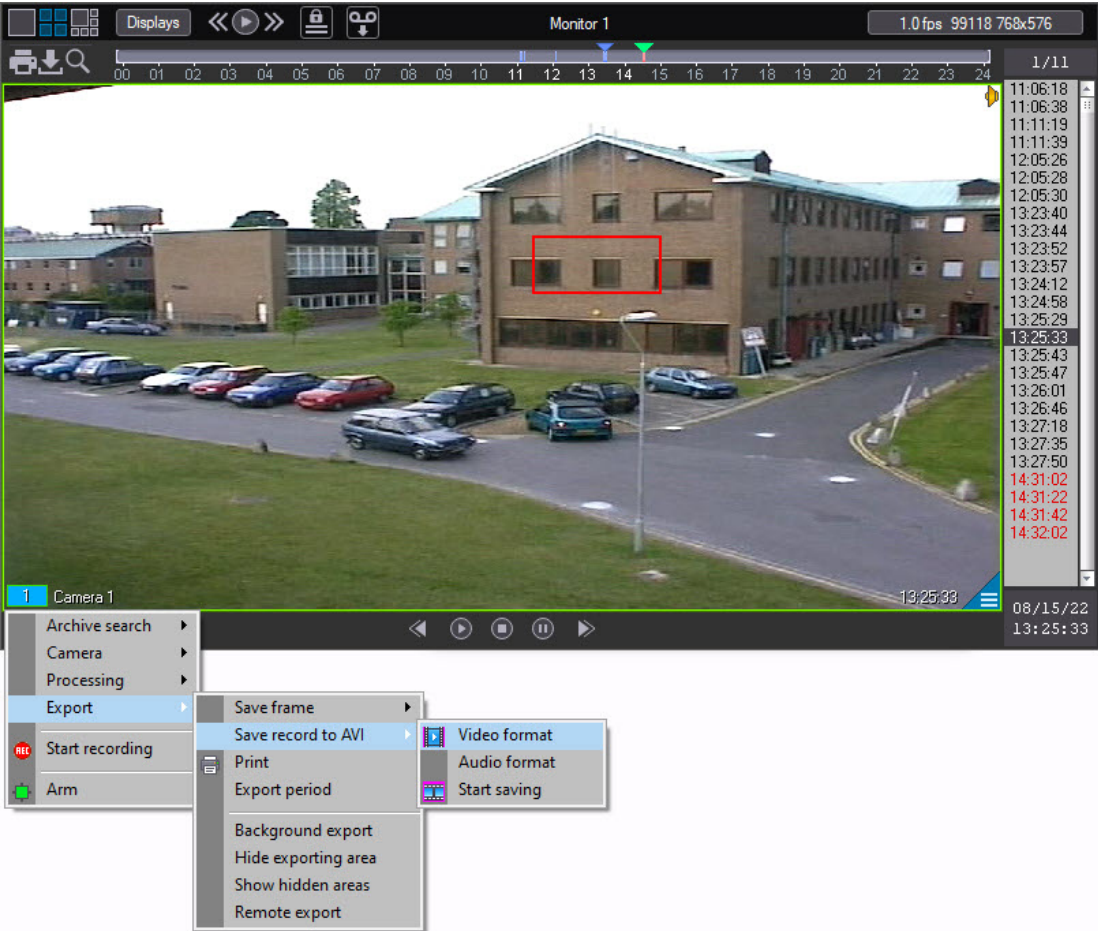 Displays
Monitor 1
1.0 fps 99118 768x576
00 01 02 03 04 05 06 07 08 09 10 11 12 13 14 15 16 17 18 19 20 21 22 23 24
1/11
11:06:18
11:06:38
11:11:19
11:11:39
12:05:26
12:05:28
12:05:30
13:23:40
13:23:44
13:23:52
13:23:57
13:24:12
13:24:58
13:25:29
13:25:33
13:25:43
13:25:47
13:26:01
13:26:46
13:27:18
13:27:35
13:27:50
14:31:02
14:31:22
14:31:42
14:32:02
1 Camera 1
13:25:33
08/15/22
13:25:33
Archive search
Camera
Processing
Export
REC Start recording
Arm
Save frame
Save record to AVI
Print
Export period
Background export
Hide exporting area
Show hidden areas
Remote export
Video format
Audio format
Start saving